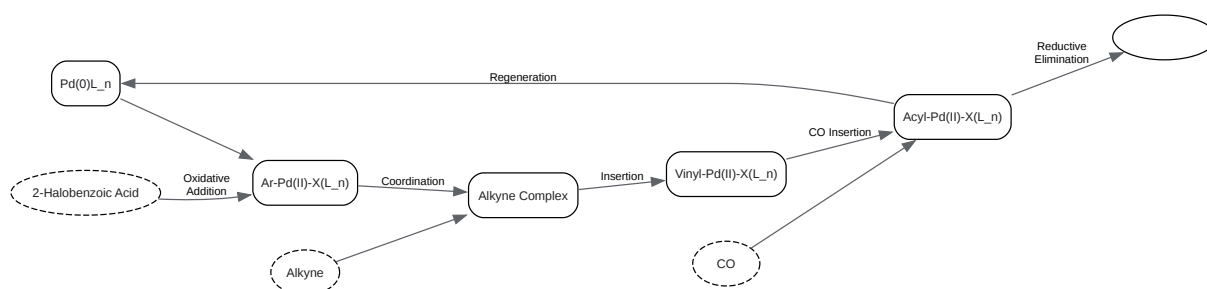 Reductive
Elimination
Regeneration
Pd(0)L_n
Acyl-Pd(II)-X(L_n)
CO Insertion
Oxidative
Addition
2-Halobenzoic Acid
Ar-Pd(II)-X(L_n)
Coordination
Alkyne Complex
Insertion
Vinyl-Pd(II)-X(L_n)
Alkyne
CO